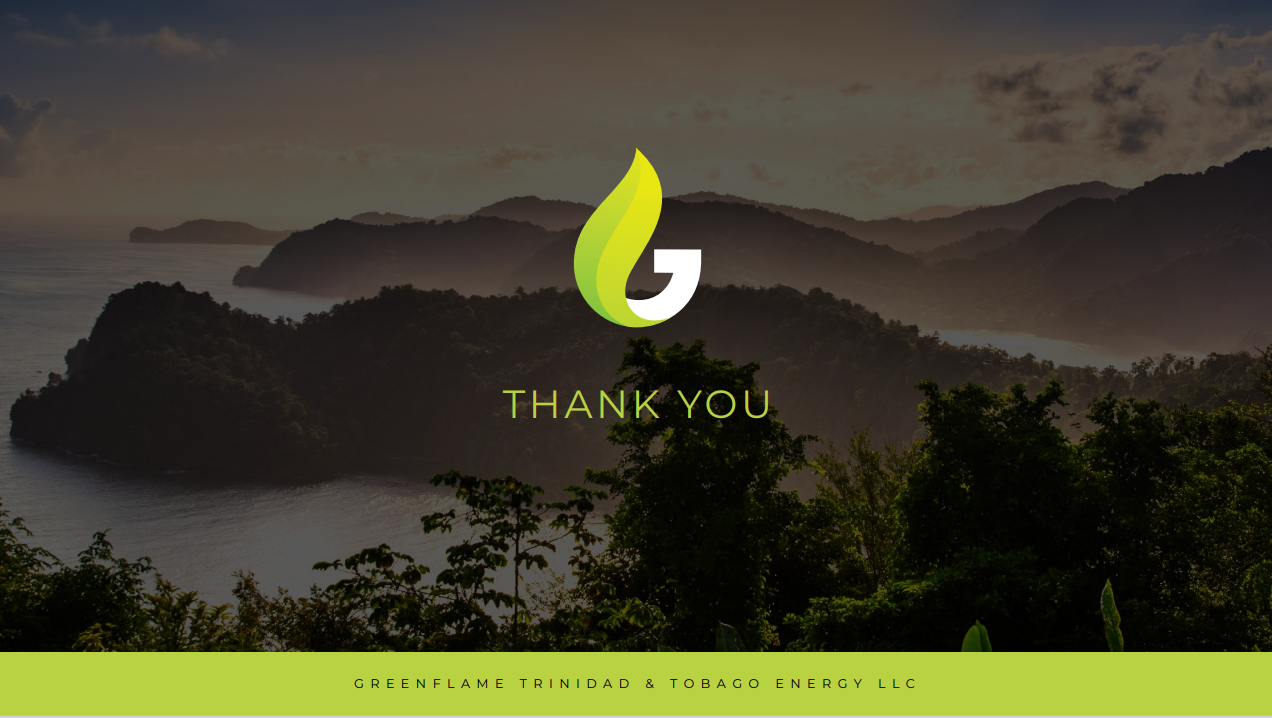 G
THANK YOU
GREENFLAME TRINIDAD & TOBAGO ENERGY LLC